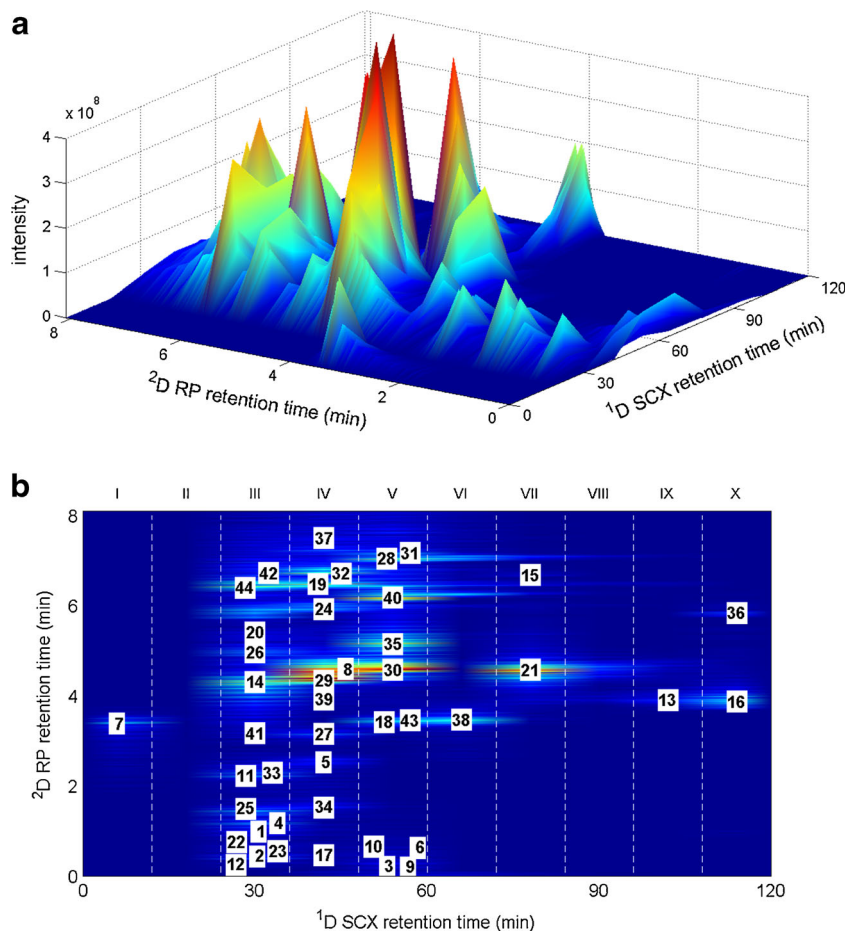 a
x 10⁸
4
3
2
1
0
intensity
8
6
4
2
0
²D RP retention time (min)
0
30
60
90
120
¹D SCX retention time (min)
b
I II III IV V VI VII VIII IX X
8
37
28 31
42 32 15
44 19
40
24 36
6
20
35
26
8
30 21
14 29
39 13 16
4
7 18 43 38
41 27
5
11 33
2
25 34
4
1
22 10 6
2 23 17
12 3 9
0
0 30 60 90 120
²D RP retention time (min)
¹D SCX retention time (min)